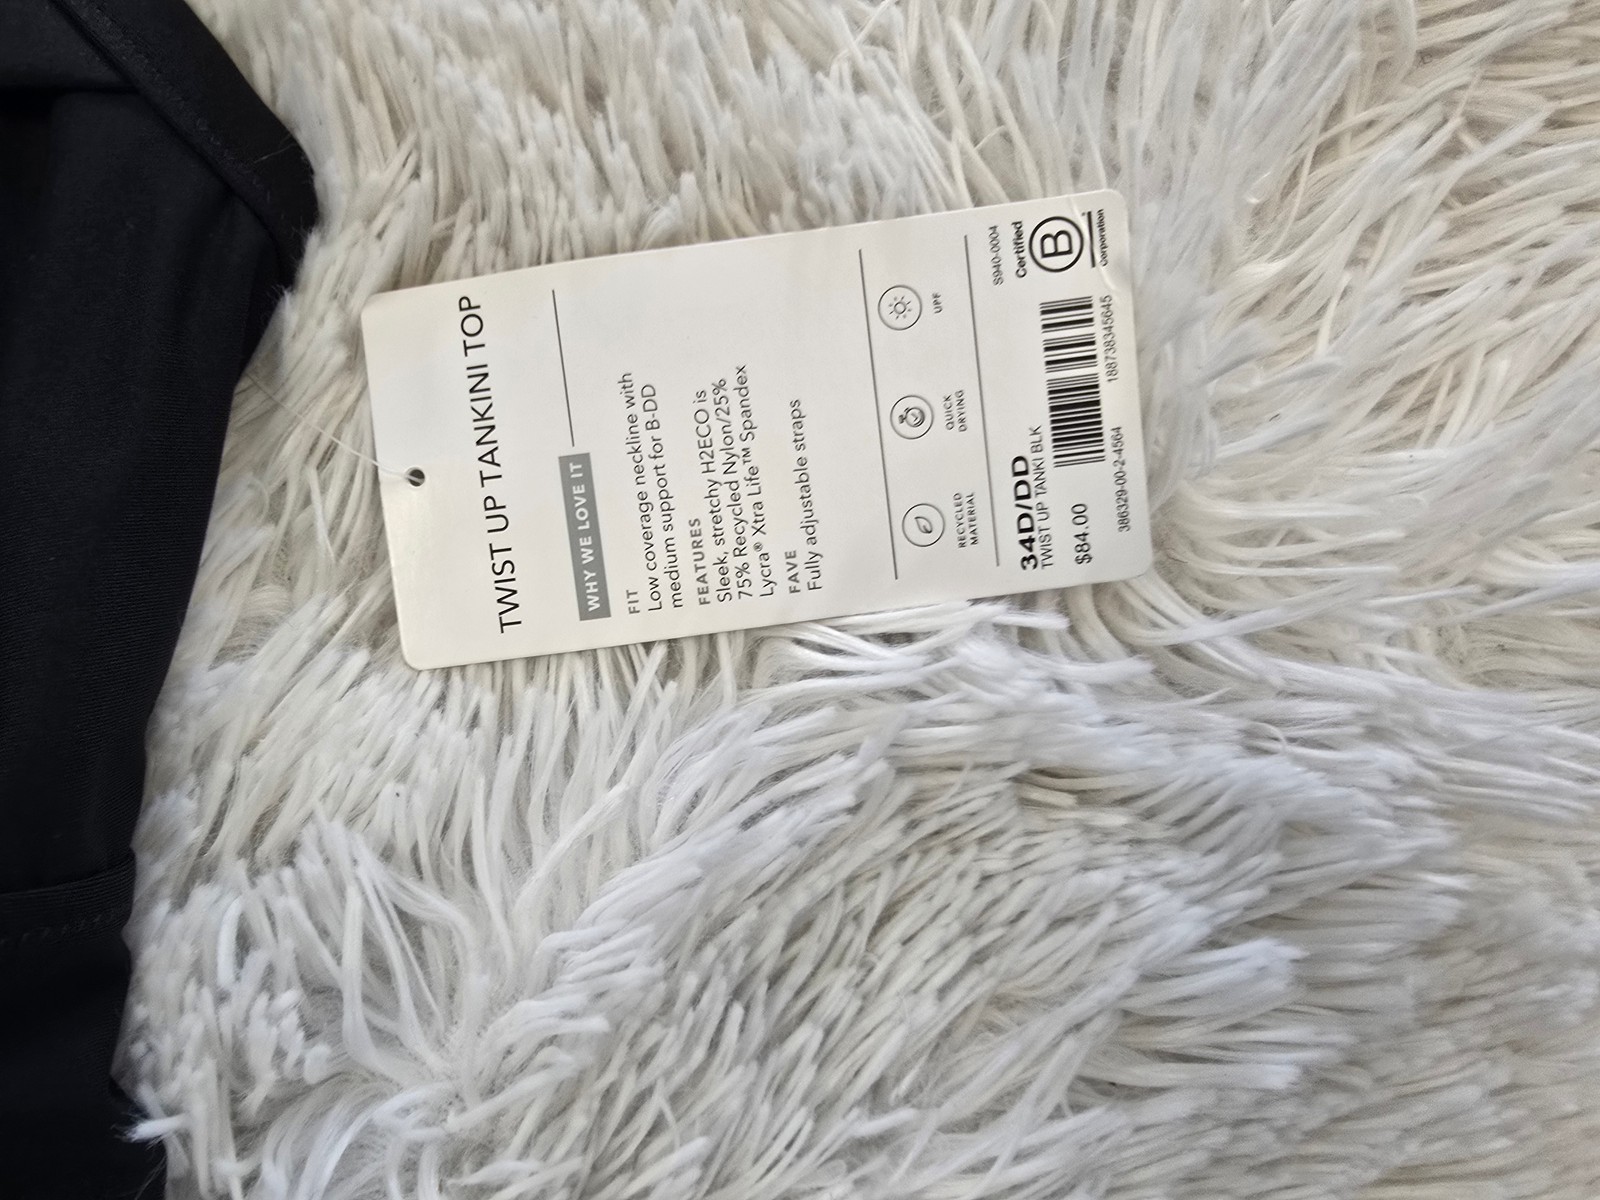 TWIST UP TANKINI TOP
WHY WE LOVE IT
FIT
Low coverage neckline with
medium support for B-DD
FEATURES
Sleek, stretchy H2ECO is
75% Recycled Nylon/25%
Lycra® Xtra Life™ Spandex
FAVE
Fully adjustable straps
RECYCLED
MATERIAL
QUICK
DRYING
UPF
S940-0004
34D/DD
TWIST UP TANKI BLK
$84.00
Certified
B
Corporation
188738345645
386329-00-2-4564